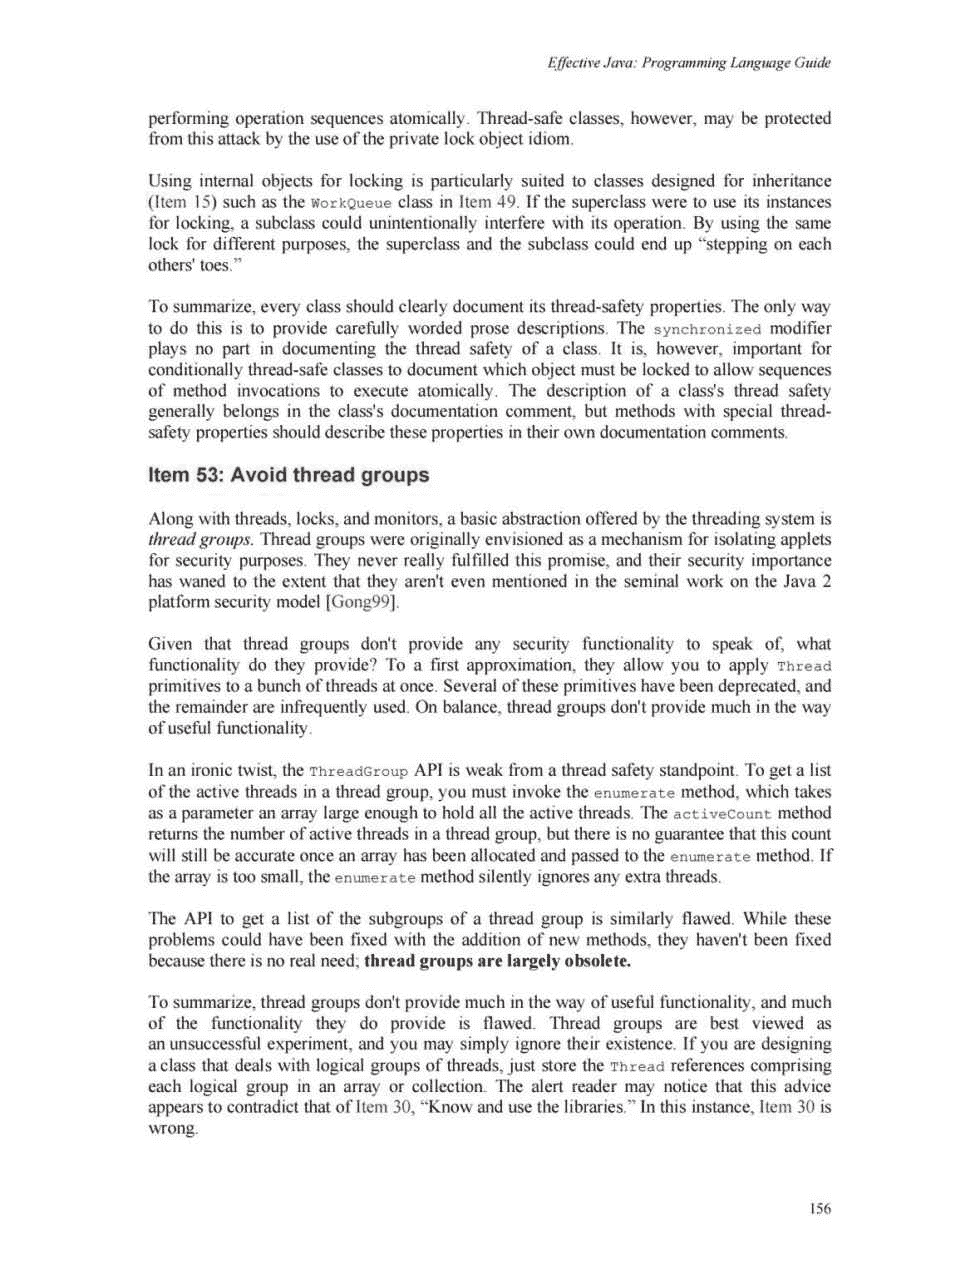 Effective Java: Programming Language Guide
performing operation sequences atomically. Thread-safe classes, however, may be protected
from this attack by the use of the private lock object idiom.
Using internal objects for locking is particularly suited to classes designed for inheritance
(Item 15) such as the WorkQueue class in Item 49. If the superclass were to use its instances
for locking, a subclass could unintentionally interfere with its operation. By using the same
lock for different purposes, the superclass and the subclass could end up “stepping on each
others' toes.”
To summarize, every class should clearly document its thread-safety properties. The only way
to do this is to provide carefully worded prose descriptions. The synchronized modifier
plays no part in documenting the thread safety of a class. It is, however, important for
conditionally thread-safe classes to document which object must be locked to allow sequences
of method invocations to execute atomically. The description of a class's thread safety
generally belongs in the class's documentation comment, but methods with special thread-
safety properties should describe these properties in their own documentation comments.
Item 53: Avoid thread groups
Along with threads, locks, and monitors, a basic abstraction offered by the threading system is
thread groups. Thread groups were originally envisioned as a mechanism for isolating applets
for security purposes. They never really fulfilled this promise, and their security importance
has waned to the extent that they aren't even mentioned in the seminal work on the Java 2
platform security model [Gong99].
Given that thread groups don't provide any security functionality to speak of, what
functionality do they provide? To a first approximation, they allow you to apply Thread
primitives to a bunch of threads at once. Several of these primitives have been deprecated, and
the remainder are infrequently used. On balance, thread groups don't provide much in the way
of useful functionality.
In an ironic twist, the ThreadGroup API is weak from a thread safety standpoint. To get a list
of the active threads in a thread group, you must invoke the enumerate method, which takes
as a parameter an array large enough to hold all the active threads. The activeCount method
returns the number of active threads in a thread group, but there is no guarantee that this count
will still be accurate once an array has been allocated and passed to the enumerate method. If
the array is too small, the enumerate method silently ignores any extra threads.
The API to get a list of the subgroups of a thread group is similarly flawed. While these
problems could have been fixed with the addition of new methods, they haven't been fixed
because there is no real need; thread groups are largely obsolete.
To summarize, thread groups don't provide much in the way of useful functionality, and much
of the functionality they do provide is flawed. Thread groups are best viewed as
an unsuccessful experiment, and you may simply ignore their existence. If you are designing
a class that deals with logical groups of threads, just store the Thread references comprising
each logical group in an array or collection. The alert reader may notice that this advice
appears to contradict that of Item 30, “Know and use the libraries.” In this instance, Item 30 is
wrong.
156